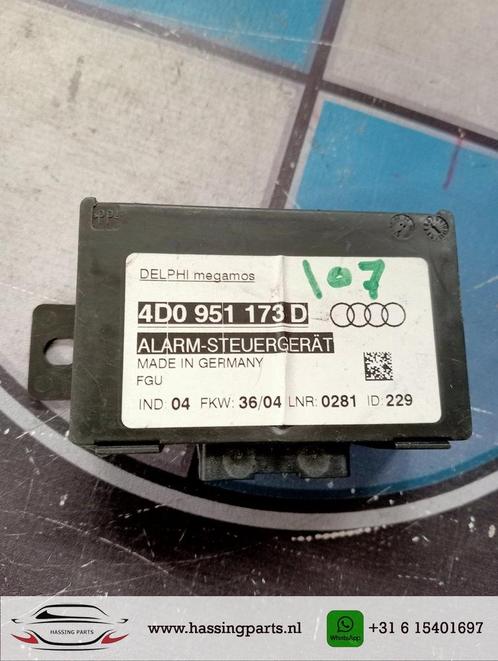 >PP<
DELPHI megamos
107
4D0 951 173 D
ALARM-STEUERGERÄT
MADE IN GERMANY
FGU
IND: 04 FKW: 36/04 LNR: 0281 ID: 229
HASSING PARTS
www.hassingparts.nl
WhatsApp
+31 6 15401697